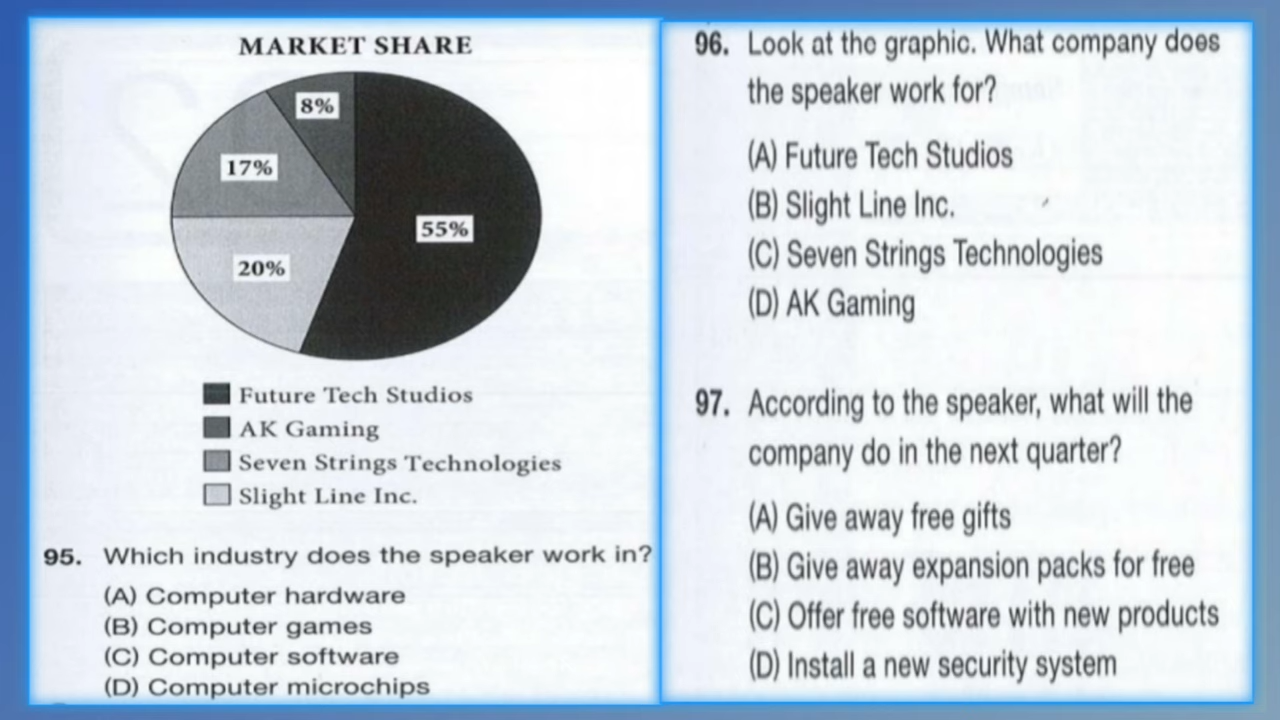 MARKET SHARE
8%
17%
55%
20%
Future Tech Studios
AK Gaming
Seven Strings Technologies
Slight Line Inc.
95. Which industry does the speaker work in?
(A) Computer hardware
(B) Computer games
(C) Computer software
(D) Computer microchips
96. Look at the graphic. What company does
the speaker work for?
(A) Future Tech Studios
(B) Slight Line Inc.
(C) Seven Strings Technologies
(D) AK Gaming
97. According to the speaker, what will the
company do in the next quarter?
(A) Give away free gifts
(B) Give away expansion packs for free
(C) Offer free software with new products
(D) Install a new security system